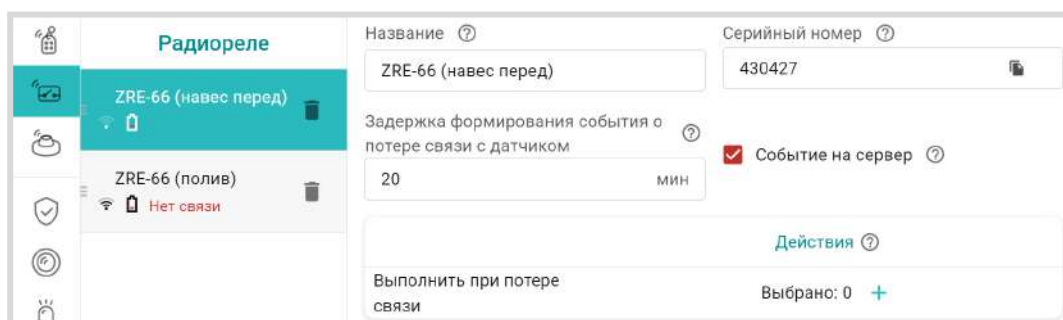 Радиореле
ZRE-66 (навес перед)
ZRE-66 (полив)
Нет связи
Название
ZRE-66 (навес перед)
Серийный номер
430427
Задержка формирования события о
потере связи с датчиком
20 мин
Событие на сервер
Действия
Выполнить при потере
связи
Выбрано: 0 +